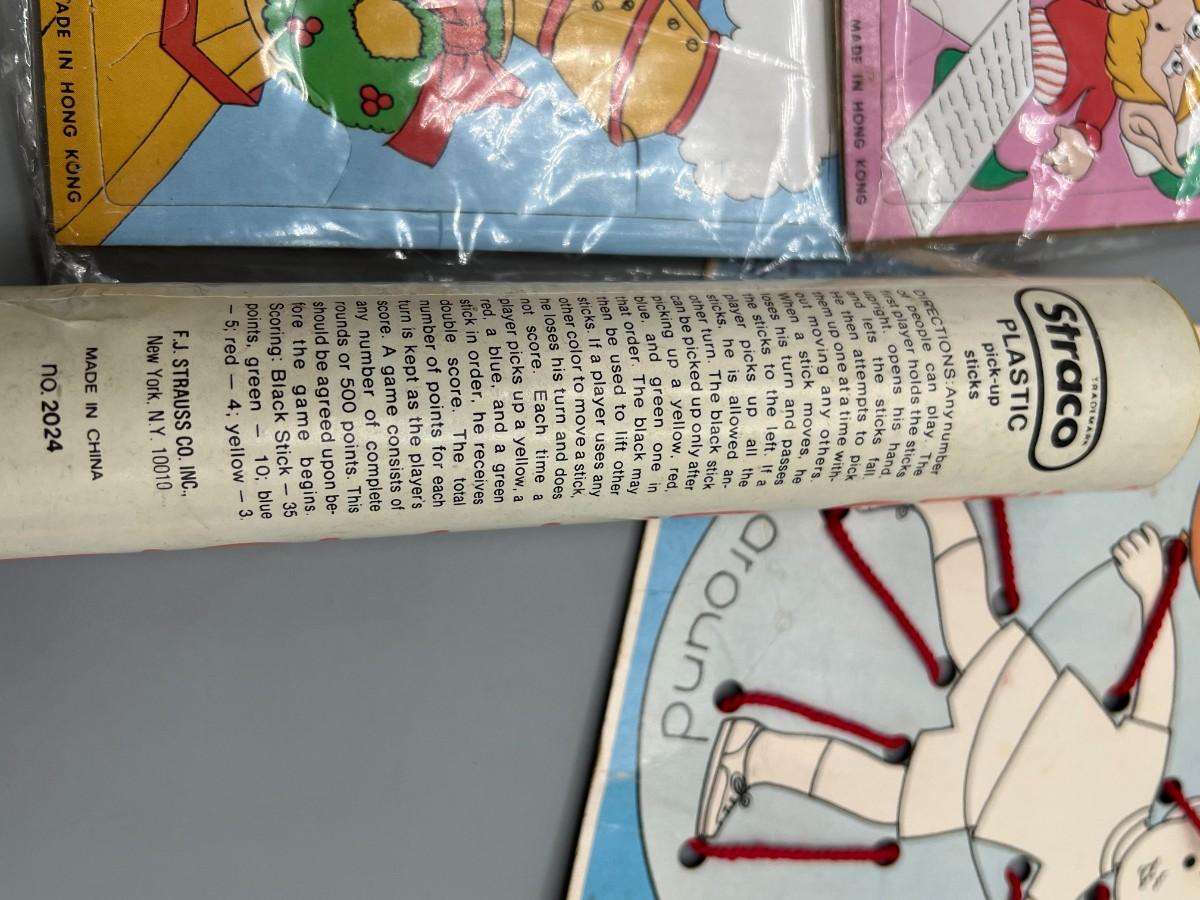 Straco
TRADEMARK
PLASTIC
pick-up
sticks
DIRECTIONS: Any number
of people can play. The
first player holds the sticks
upright, opens his hand,
and lets the sticks fall.
He then attempts to pick
them up one at a time with-
out moving any others.
When a stick moves, he
loses his turn and passes
the sticks to the left. If a
player picks up all the
sticks, he is allowed an-
other turn. The black stick
can be picked up only after
picking up a yellow, red,
blue, and green one in
that order. The black may
then be used to lift other
sticks. If a player uses any
other color to move a stick,
he loses his turn and does
not score. Each time a
player picks up a yellow, a
red, a blue, and a green
stick in order, he receives
double score. The total
number of points for each
turn is kept as the player's
score. A game consists of
any number of complete
rounds or 500 points. This
should be agreed upon be-
fore the game begins.
Scoring: Black Stick — 35
points, green — 10; blue
— 5; red — 4; yellow — 3.
F.J. STRAUSS CO. INC.,
New York, N.Y. 10010
MADE IN CHINA
no. 2024
ADE IN HONG KONG
MADE IN HONG KONG
around